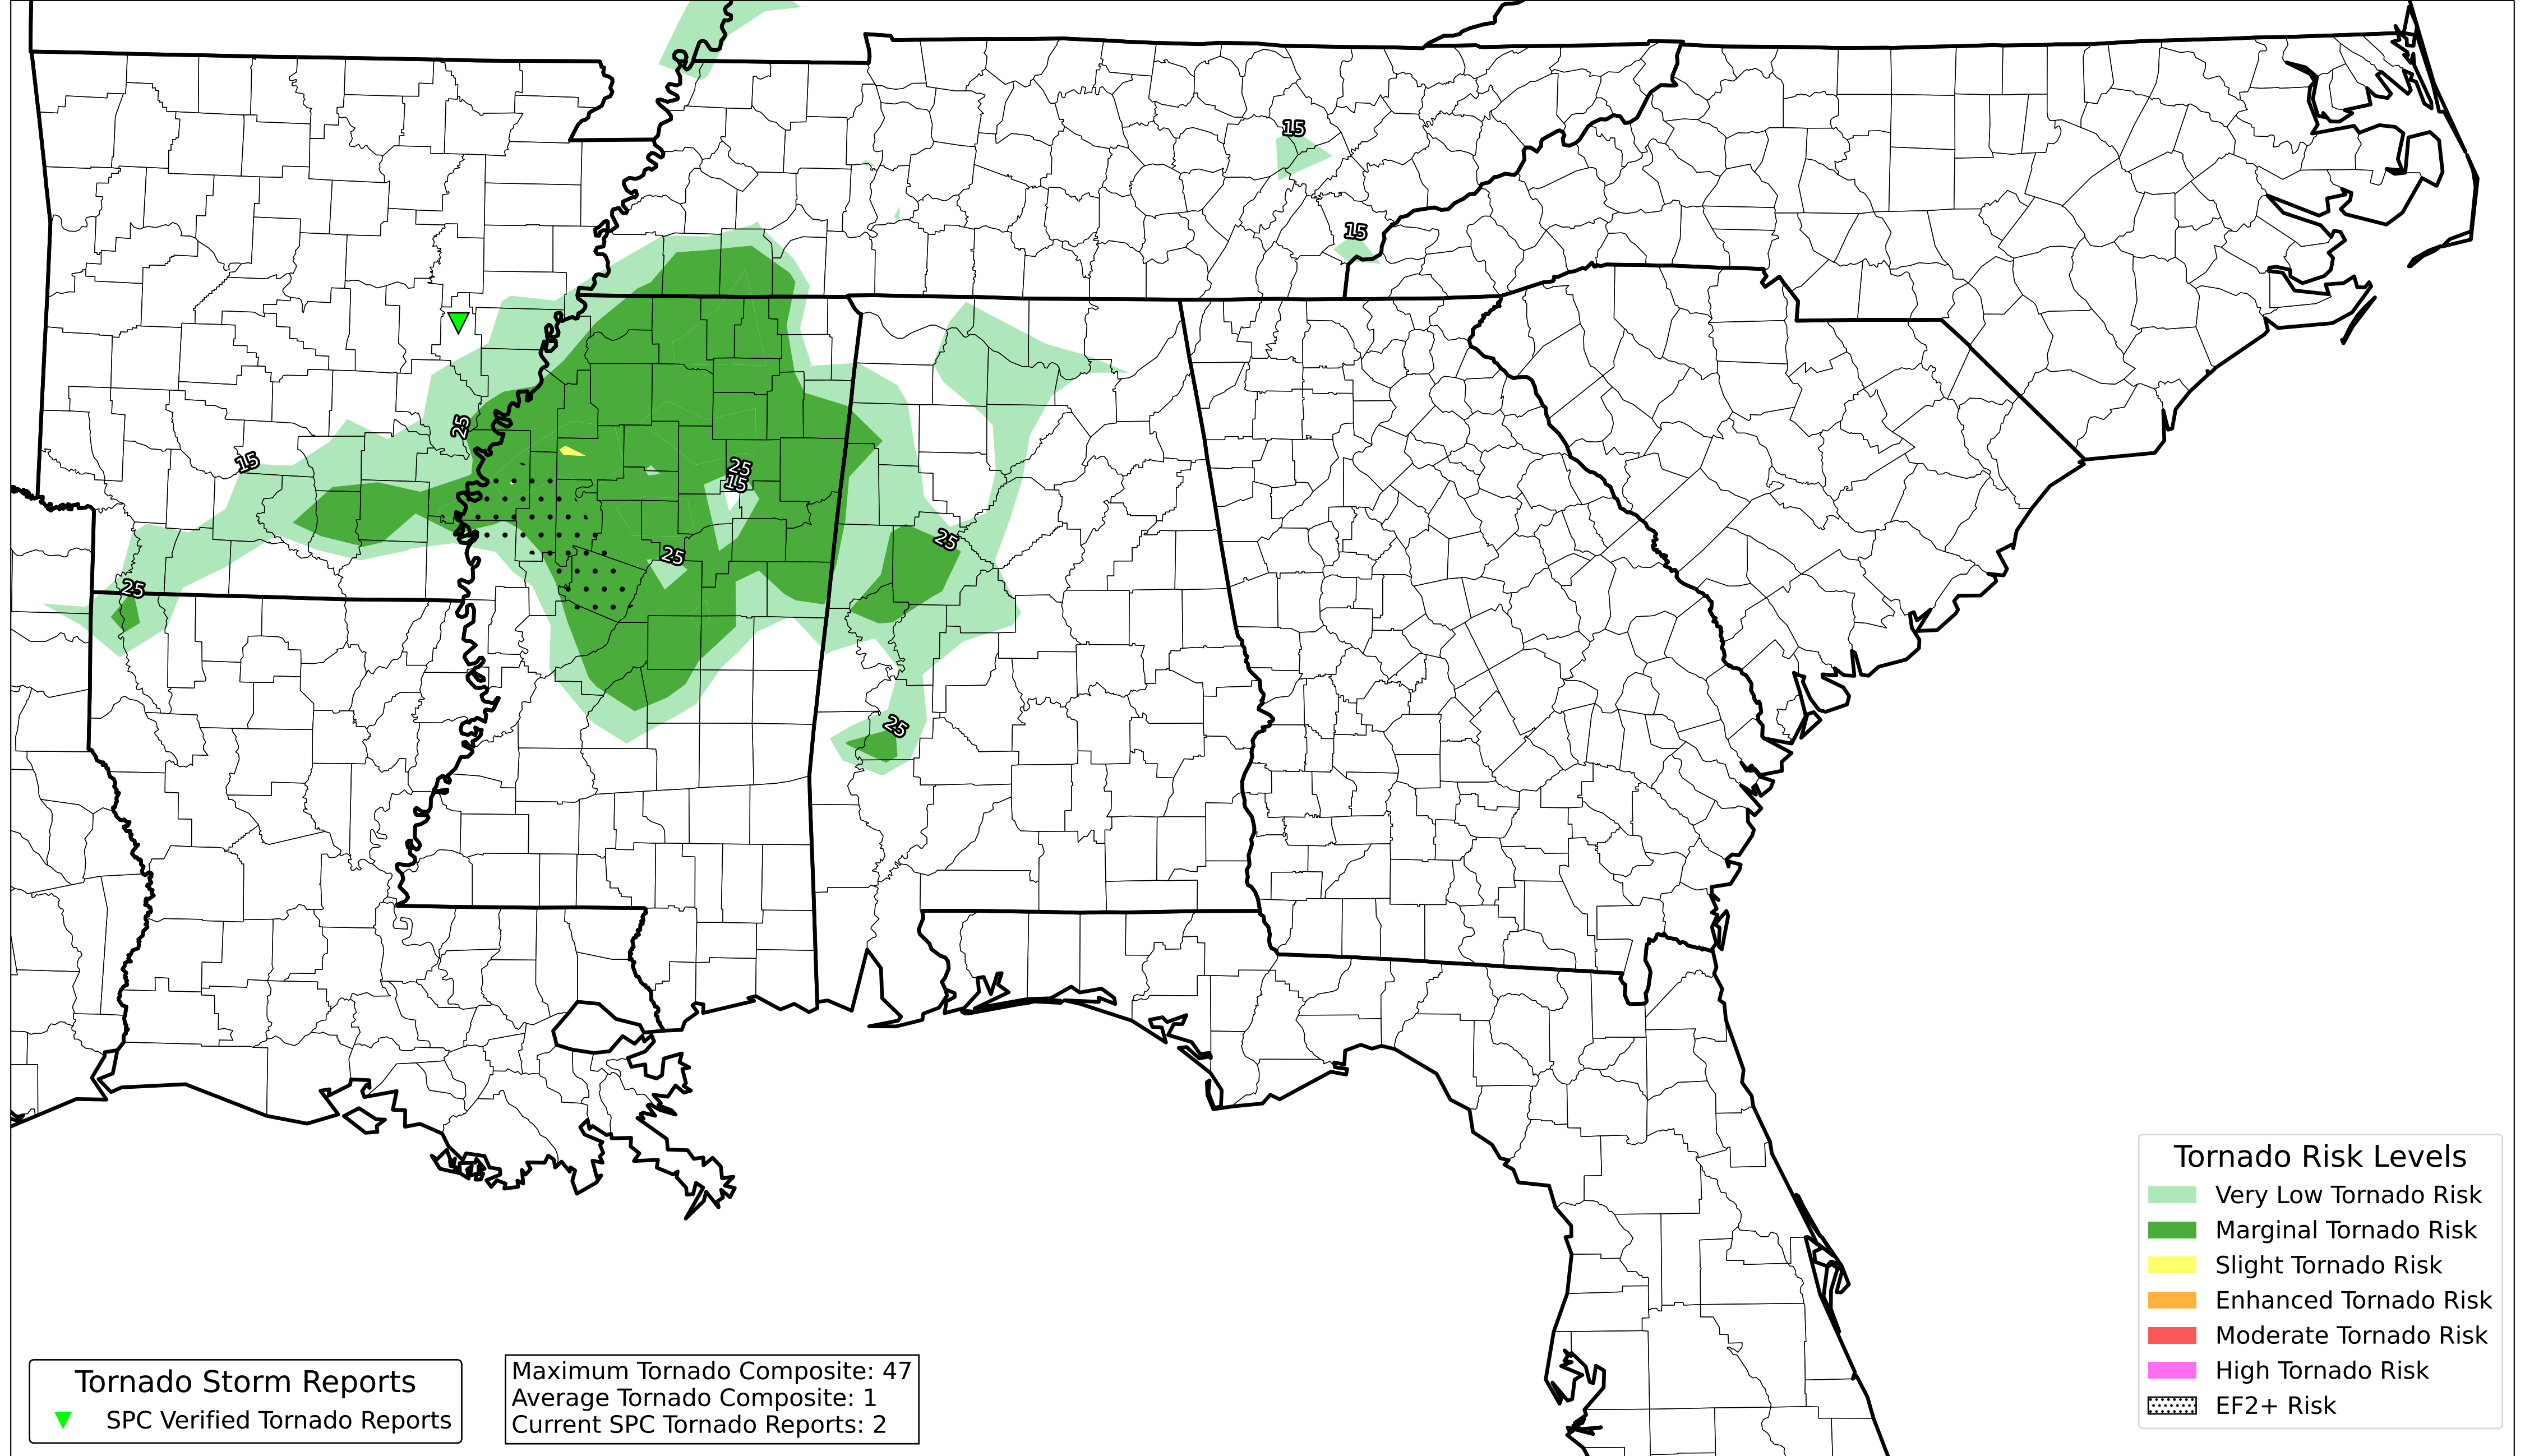 15
15
25
15
25
15
25
25
25
25
Tornado Storm Reports
SPC Verified Tornado Reports
Maximum Tornado Composite: 47
Average Tornado Composite: 1
Current SPC Tornado Reports: 2
Tornado Risk Levels
Very Low Tornado Risk
Marginal Tornado Risk
Slight Tornado Risk
Enhanced Tornado Risk
Moderate Tornado Risk
High Tornado Risk
EF2+ Risk